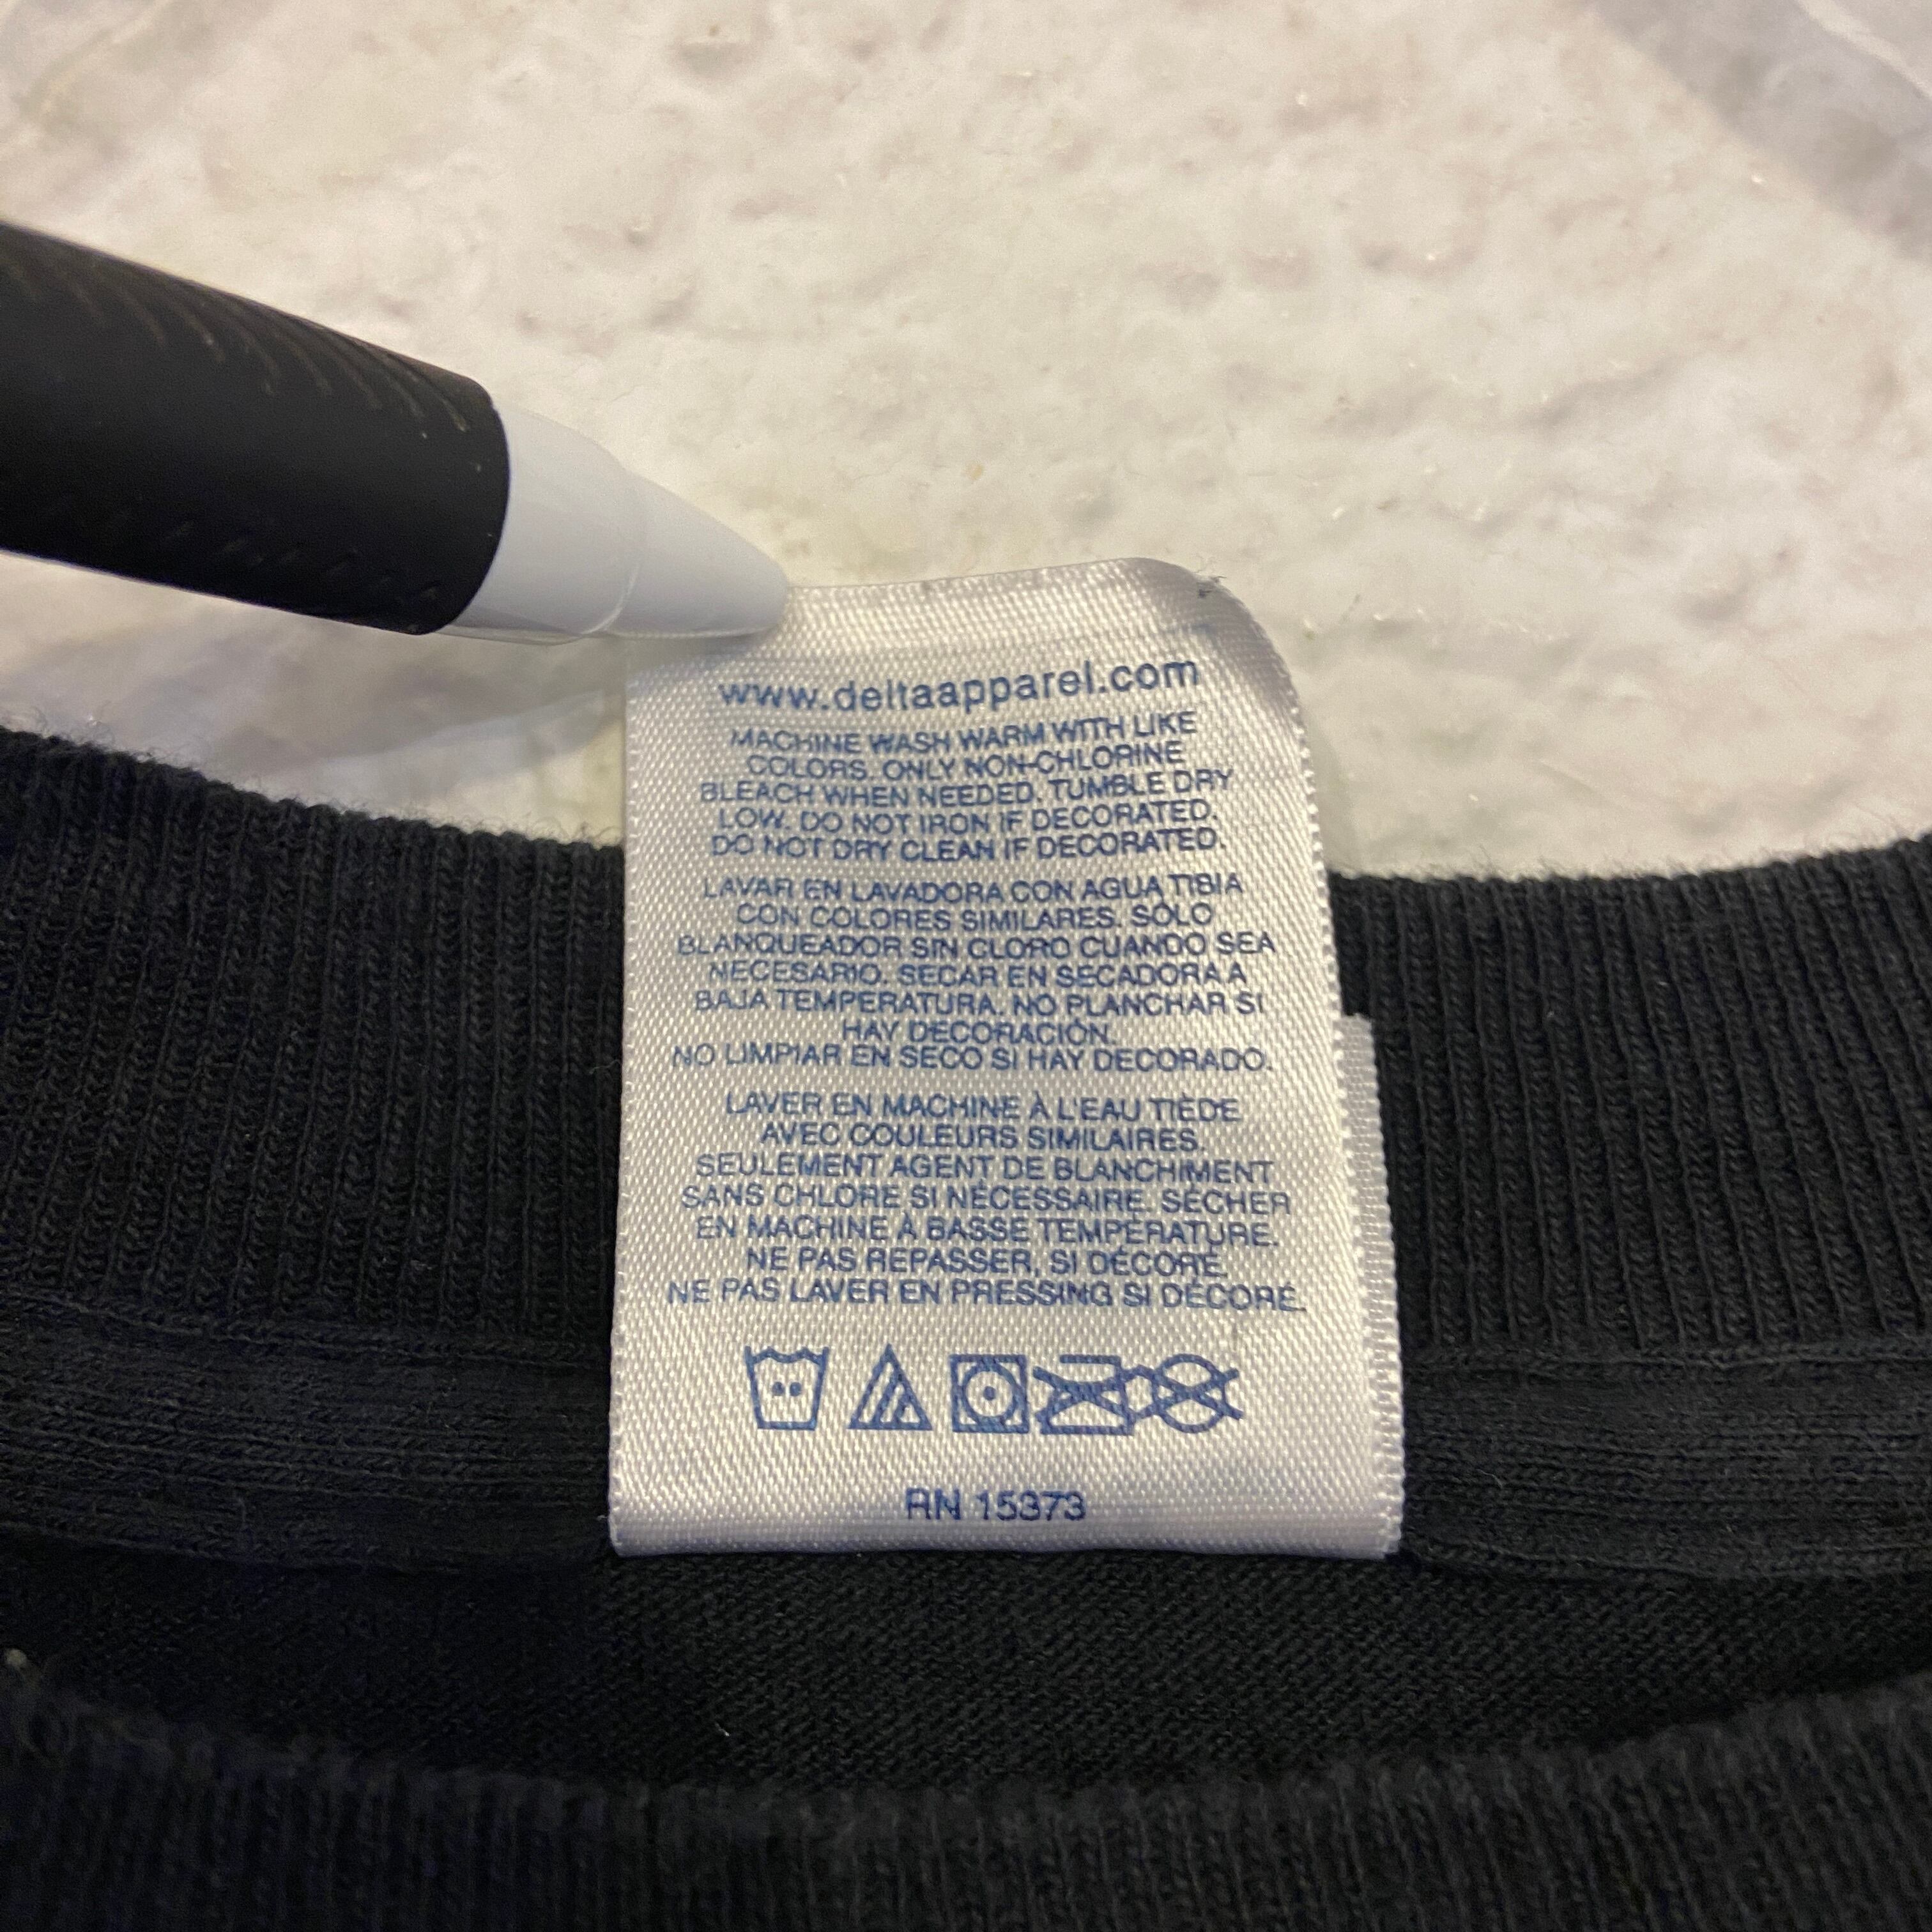 www.deltaapparel.com
MACHINE WASH WARM WITH LIKE
COLORS. ONLY NON-CHLORINE
BLEACH WHEN NEEDED. TUMBLE DRY
LOW. DO NOT IRON IF DECORATED.
DO NOT DRY CLEAN IF DECORATED.
LAVAR EN LAVADORA CON AGUA TIBIA
CON COLORES SIMILARES. SOLO
BLANQUEADOR SIN CLORO CUANDO SEA
NECESARIO. SECAR EN SECADORA A
BAJA TEMPERATURA. NO PLANCHAR SI
HAY DECORACIÓN.
NO LIMPIAR EN SECO SI HAY DECORADO.
LAVER EN MACHINE À L'EAU TIÈDE
AVEC COULEURS SIMILAIRES.
SEULEMENT AGENT DE BLANCHIMENT
SANS CHLORE SI NÉCESSAIRE. SÉCHER
EN MACHINE À BASSE TEMPÉRATURE.
NE PAS REPASSER, SI DÉCORÉ.
NE PAS LAVER EN PRESSING SI DÉCORÉ.
RN 15373